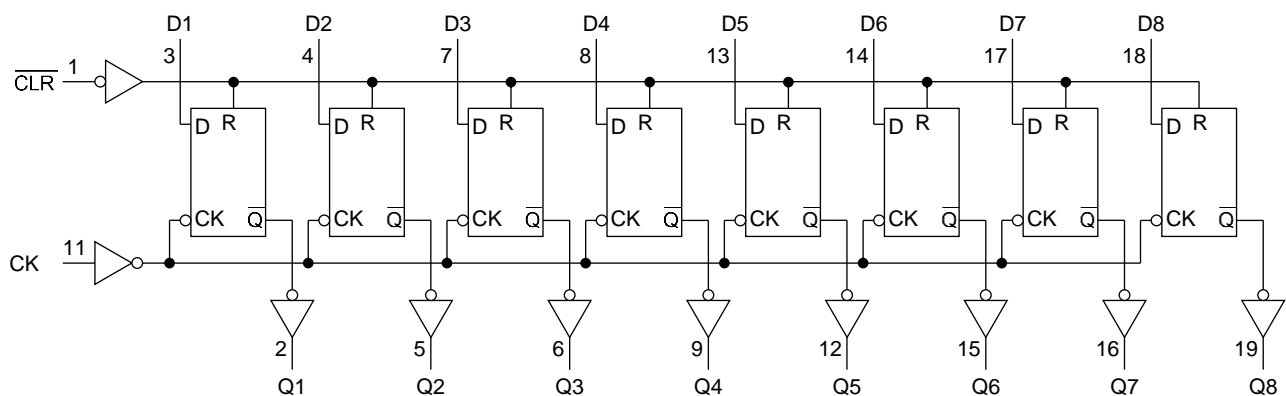 D1 D2 D3 D4 D5 D6 D7 D8
3 4 7 8 13 14 17 18
CLR 1
D R D R D R D R D R D R D R D R
CK Q CK Q CK Q CK Q CK Q CK Q CK Q CK Q
CK 11
2 5 6 9 12 15 16 19
Q1 Q2 Q3 Q4 Q5 Q6 Q7 Q8